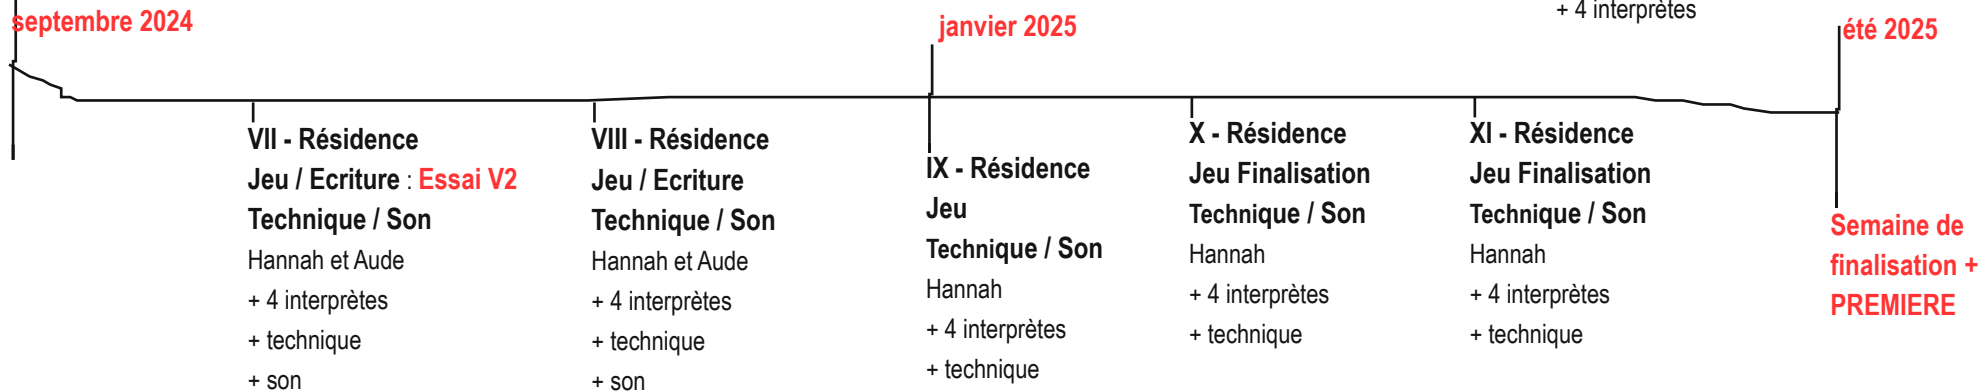 + 4 interprètes
septembre 2024
janvier 2025
été 2025
VII - Résidence
Jeu / Ecriture : Essai V2
Technique / Son
Hannah et Aude
+ 4 interprètes
+ technique
+ son
VIII - Résidence
Jeu / Ecriture
Technique / Son
Hannah et Aude
+ 4 interprètes
+ technique
+ son
IX - Résidence
Jeu
Technique / Son
Hannah
+ 4 interprètes
+ technique
X - Résidence
Jeu Finalisation
Technique / Son
Hannah
+ 4 interprètes
+ technique
XI - Résidence
Jeu Finalisation
Technique / Son
Hannah
+ 4 interprètes
+ technique
Semaine de
finalisation +
PREMIERE